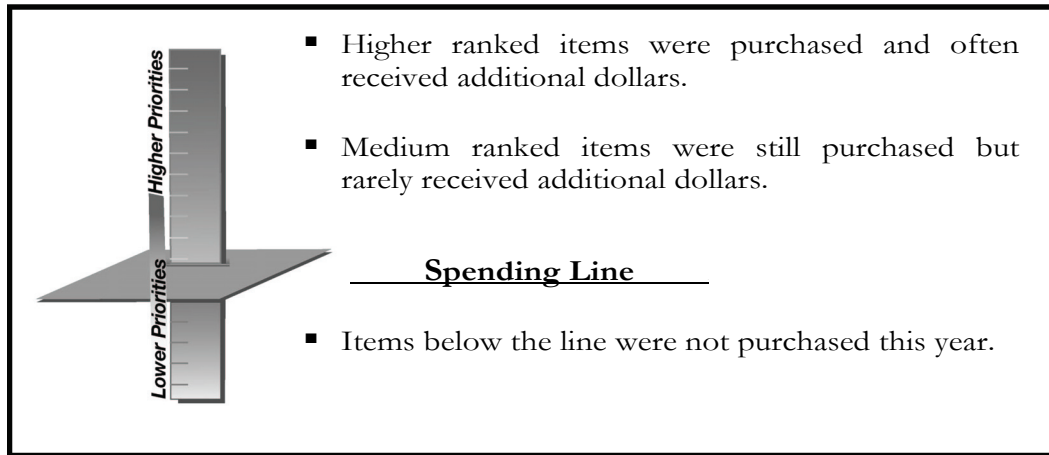 Higher Priorities
Lower Priorities
▪ Higher ranked items were purchased and often
received additional dollars.
▪ Medium ranked items were still purchased but
rarely received additional dollars.
Spending Line
▪ Items below the line were not purchased this year.